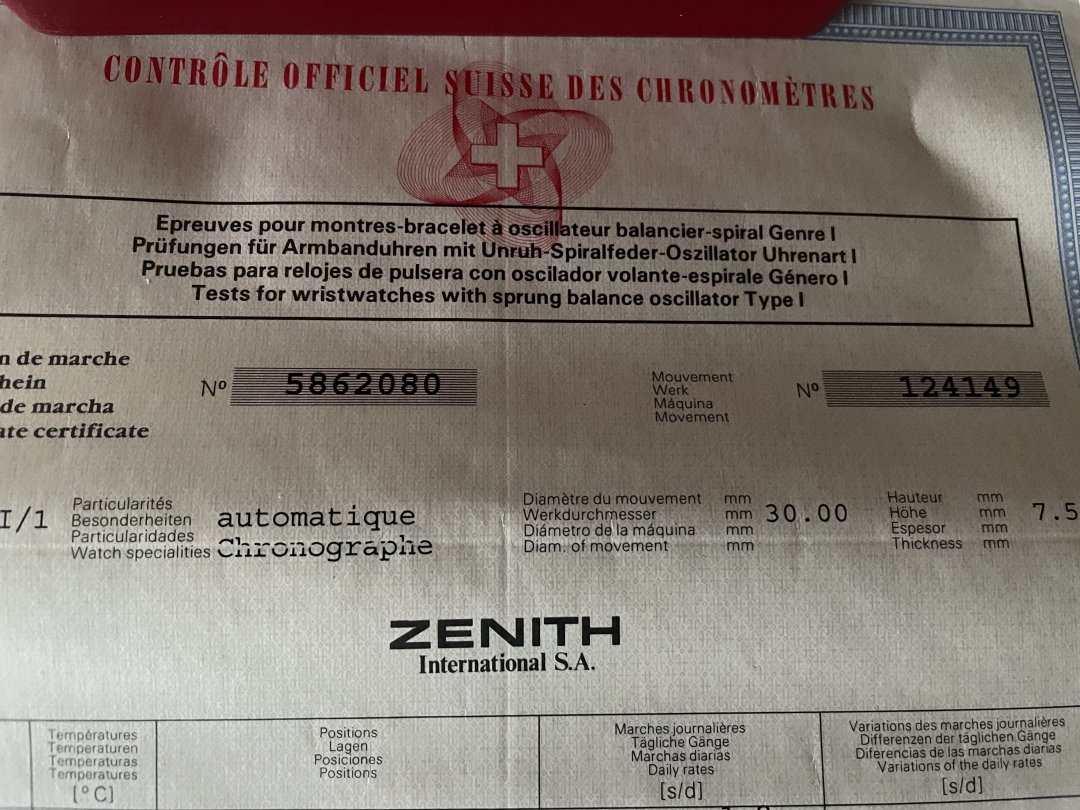 CONTRÔLE OFFICIEL SUISSE DES CHRONOMÈTRES
Epreuves pour montres-bracelet à oscillateur balancier-spiral Genre I
Prüfungen für Armbanduhren mit Unruh-Spiralfeder-Oszillator Uhrenart I
Pruebas para relojes de pulsera con oscilador volante-espirale Género I
Tests for wristwatches with sprung balance oscillator Type I
de marche
de marcha
certificate
Nº 5862080
Mouvement
Werk
Máquina
Movement
Nº 124149
I/1
Particularités
Besonderheiten
Particularidades
Watch specialities
automatique
Chronographe
Diamètre du mouvement mm
Werkdurchmesser mm
Diámetro de la máquina mm
Diam. of movement mm
30.00
Hauteur mm
Höhe mm
Espesor mm
Thickness mm
7.5
ZENITH
International S.A.
Températures
Temperaturen
Temperaturas
Temperatures
[°C]
Positions
Lagen
Posiciones
Positions
Marches journalières
Tägliche Gänge
Marchas diarias
Daily rates
[s/d]
Variations des marches journalières
Differenzen der täglichen Gänge
Diferencias de las marchas diarias
Variations of the daily rates
[s/d]